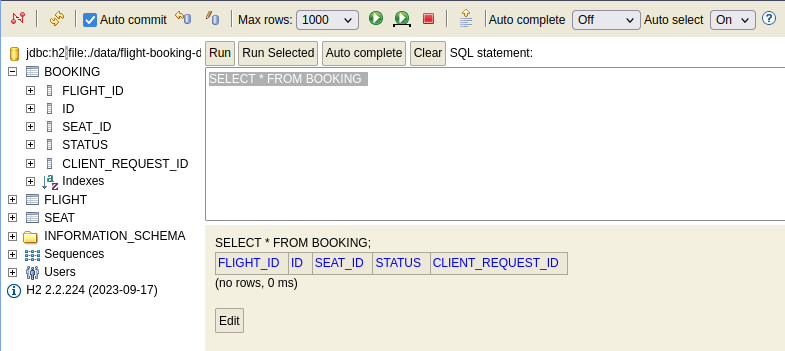 Auto commit Max rows: 1000 Auto complete Off Auto select On
jdbc:h2:file:./data/flight-booking-d
BOOKING
FLIGHT_ID
ID
SEAT_ID
STATUS
CLIENT_REQUEST_ID
Indexes
FLIGHT
SEAT
INFORMATION_SCHEMA
Sequences
Users
H2 2.2.224 (2023-09-17)
Run Run Selected Auto complete Clear SQL statement:
SELECT * FROM BOOKING
SELECT * FROM BOOKING;
FLIGHT_ID ID SEAT_ID STATUS CLIENT_REQUEST_ID
(no rows, 0 ms)
Edit